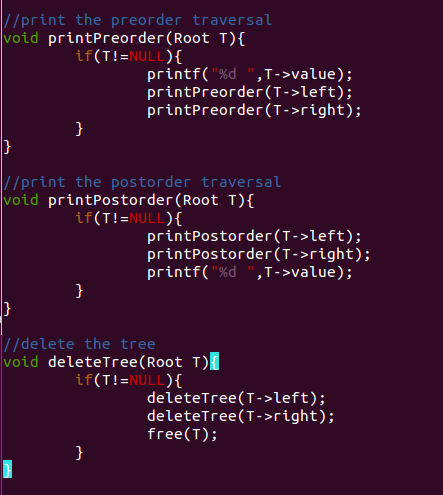 //print the preorder traversal
void printPreorder(Root T){
        if(T!=NULL){
                printf("%d ",T->value);
                printPreorder(T->left);
                printPreorder(T->right);
        }
}

//print the postorder traversal
void printPostorder(Root T){
        if(T!=NULL){
                printPostorder(T->left);
                printPostorder(T->right);
                printf("%d ",T->value);
        }
}

//delete the tree
void deleteTree(Root T){
        if(T!=NULL){
                deleteTree(T->left);
                deleteTree(T->right);
                free(T);
        }
}